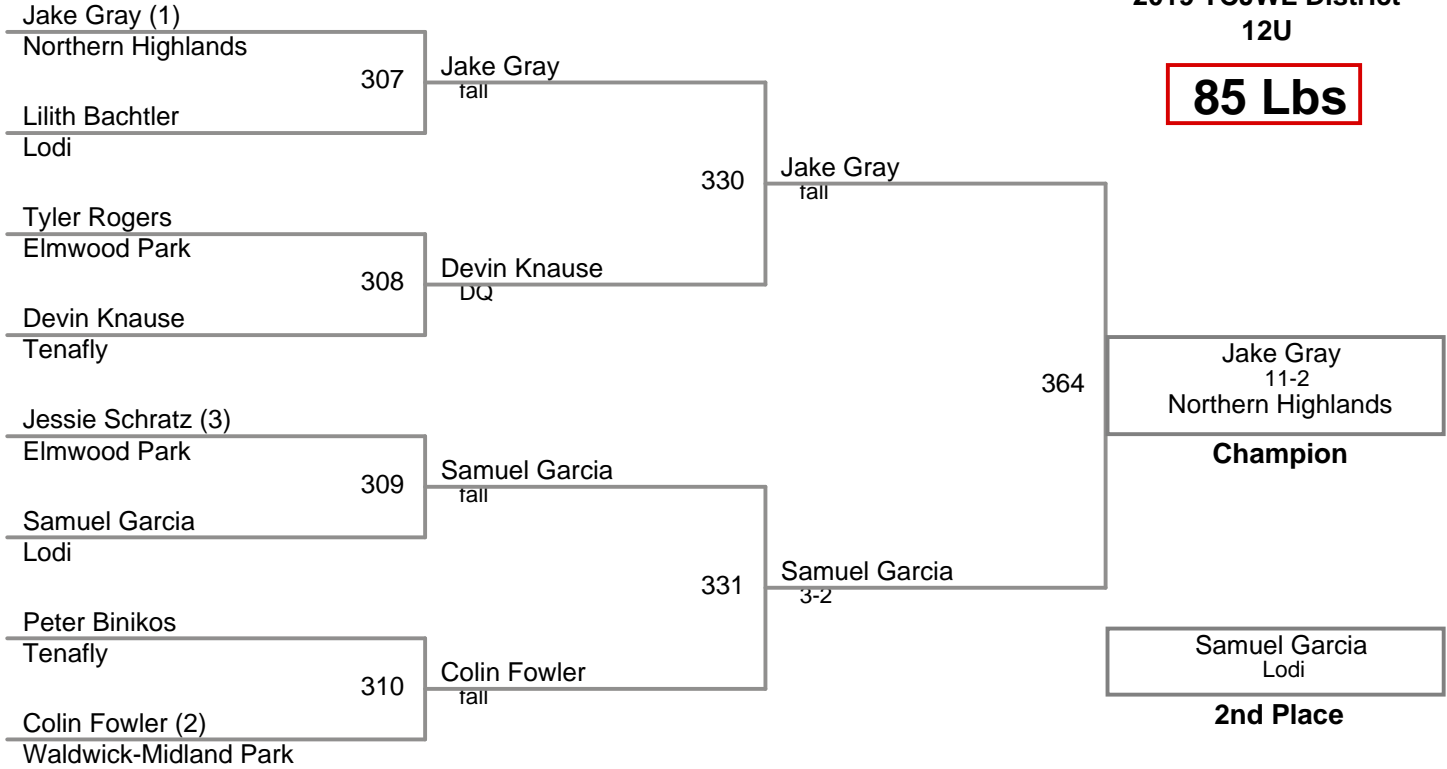 Jake Gray (1)
Northern Highlands
307
Lilith Bachtler
Lodi
Jake Gray
fall
Tyler Rogers
Elmwood Park
308
Devin Knause
Tenafly
Devin Knause
DQ
330
Jake Gray
fall
Jessie Schratz (3)
Elmwood Park
309
Samuel Garcia
Lodi
Samuel Garcia
fall
Peter Binikos
Tenafly
310
Colin Fowler (2)
Waldwick-Midland Park
Colin Fowler
fall
331
Samuel Garcia
3-2
364
2019 TCJWL District
12U
85 Lbs
Jake Gray
11-2
Northern Highlands
Champion
Samuel Garcia
Lodi
2nd Place